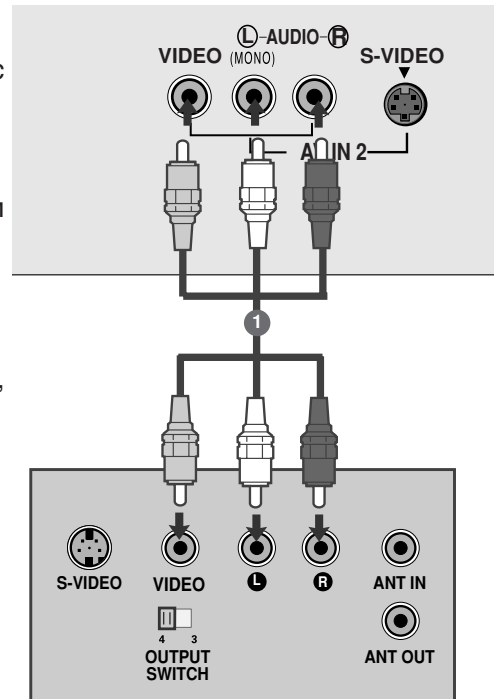 L-AUDIO-R
VIDEO (MONO) S-VIDEO
AV IN 2
1
S-VIDEO VIDEO L R ANT IN
4 3
OUTPUT
SWITCH
ANT OUT